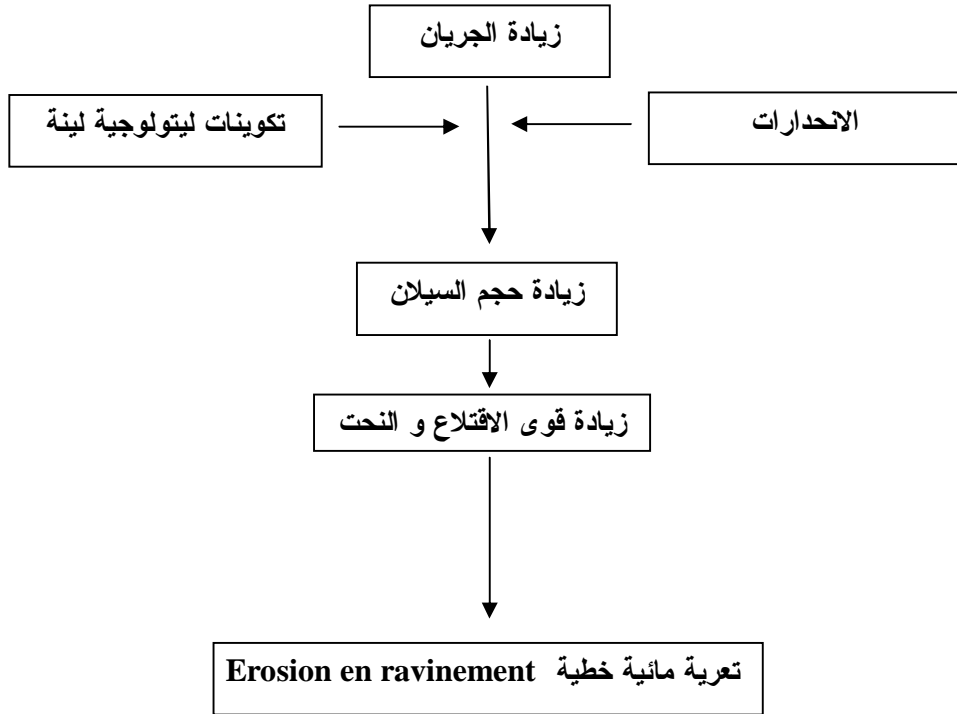 زيادة الجريان
الانحدارات
تكوينات ليتولوجية لينة
زيادة حجم السيلان
زيادة قوى الاقتلاع و النحت
تعرية مائية خطية Erosion en ravinement